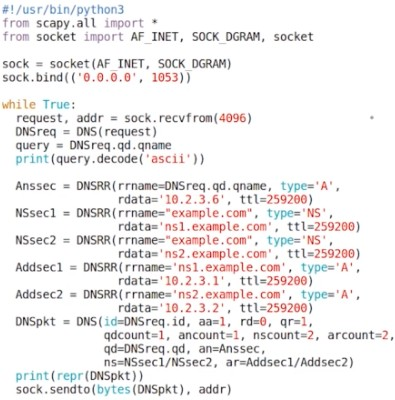 #!/usr/bin/python3
from scapy.all import *
from socket import AF_INET, SOCK_DGRAM, socket

sock = socket(AF_INET, SOCK_DGRAM)
sock.bind(('0.0.0.0', 1053))

while True:
  request, addr = sock.recvfrom(4096)
  DNSreq = DNS(request)
  query = DNSreq.qd.qname
  print(query.decode('ascii'))

  Anssec = DNSRR(rrname=DNSreq.qd.qname, type='A',
                 rdata='10.2.3.6', ttl=259200)
  NSsec1 = DNSRR(rrname="example.com", type='NS',
                 rdata='ns1.example.com', ttl=259200)
  NSsec2 = DNSRR(rrname="example.com", type='NS',
                 rdata='ns2.example.com', ttl=259200)
  Addsec1 = DNSRR(rrname='ns1.example.com', type='A',
                 rdata='10.2.3.1', ttl=259200)
  Addsec2 = DNSRR(rrname='ns2.example.com', type='A',
                 rdata='10.2.3.2', ttl=259200)
  DNSpkt = DNS(id=DNSreq.id, aa=1, rd=0, qr=1,
               qdcount=1, ancount=1, nscount=2, arcount=2,
               qd=DNSreq.qd, an=Anssec,
               ns=NSsec1/NSsec2, ar=Addsec1/Addsec2)
  print(repr(DNSpkt))
  sock.sendto(bytes(DNSpkt), addr)